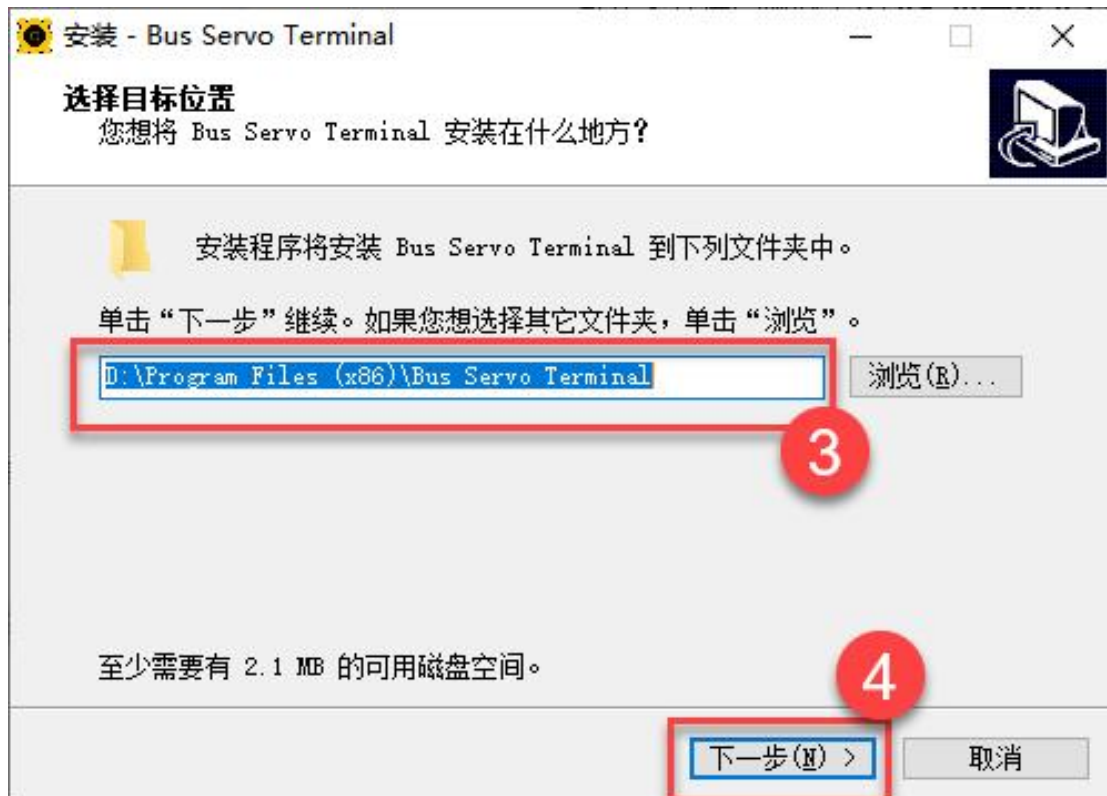 安装 - Bus Servo Terminal
选择目标位置
您想将 Bus Servo Terminal 安装在什么地方?
安装程序将安装 Bus Servo Terminal 到下列文件夹中。
单击“下一步”继续。如果您想选择其它文件夹,单击“浏览”。
D:\Program Files (x86)\Bus Servo Terminal
浏览(R)...
3
至少需要有 2.1 MB 的可用磁盘空间。
4
下一步(N) >
取消